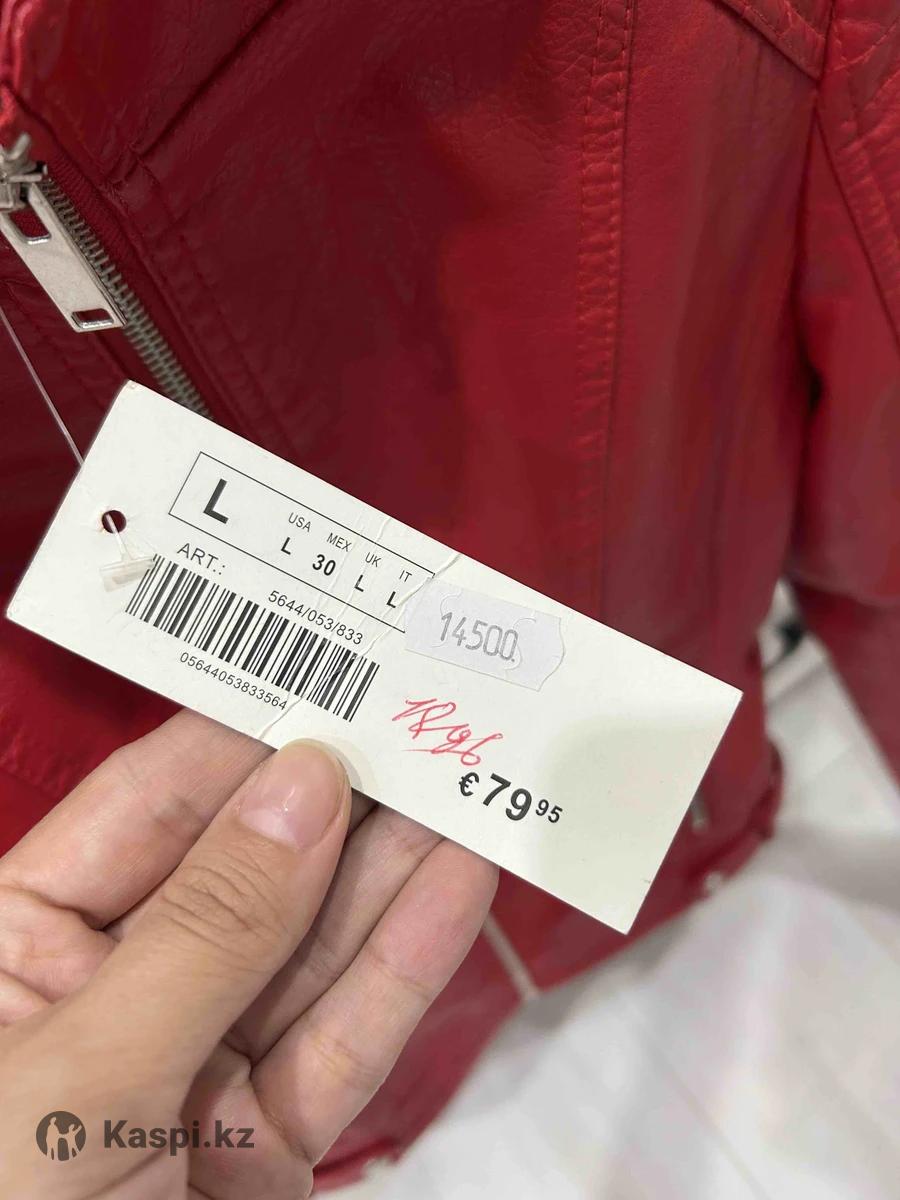 L
USA MEX UK IT
L 30 L L
ART.:
5644/053/833
05644053833564
14500.
€ 79 95
Kaspi.kz